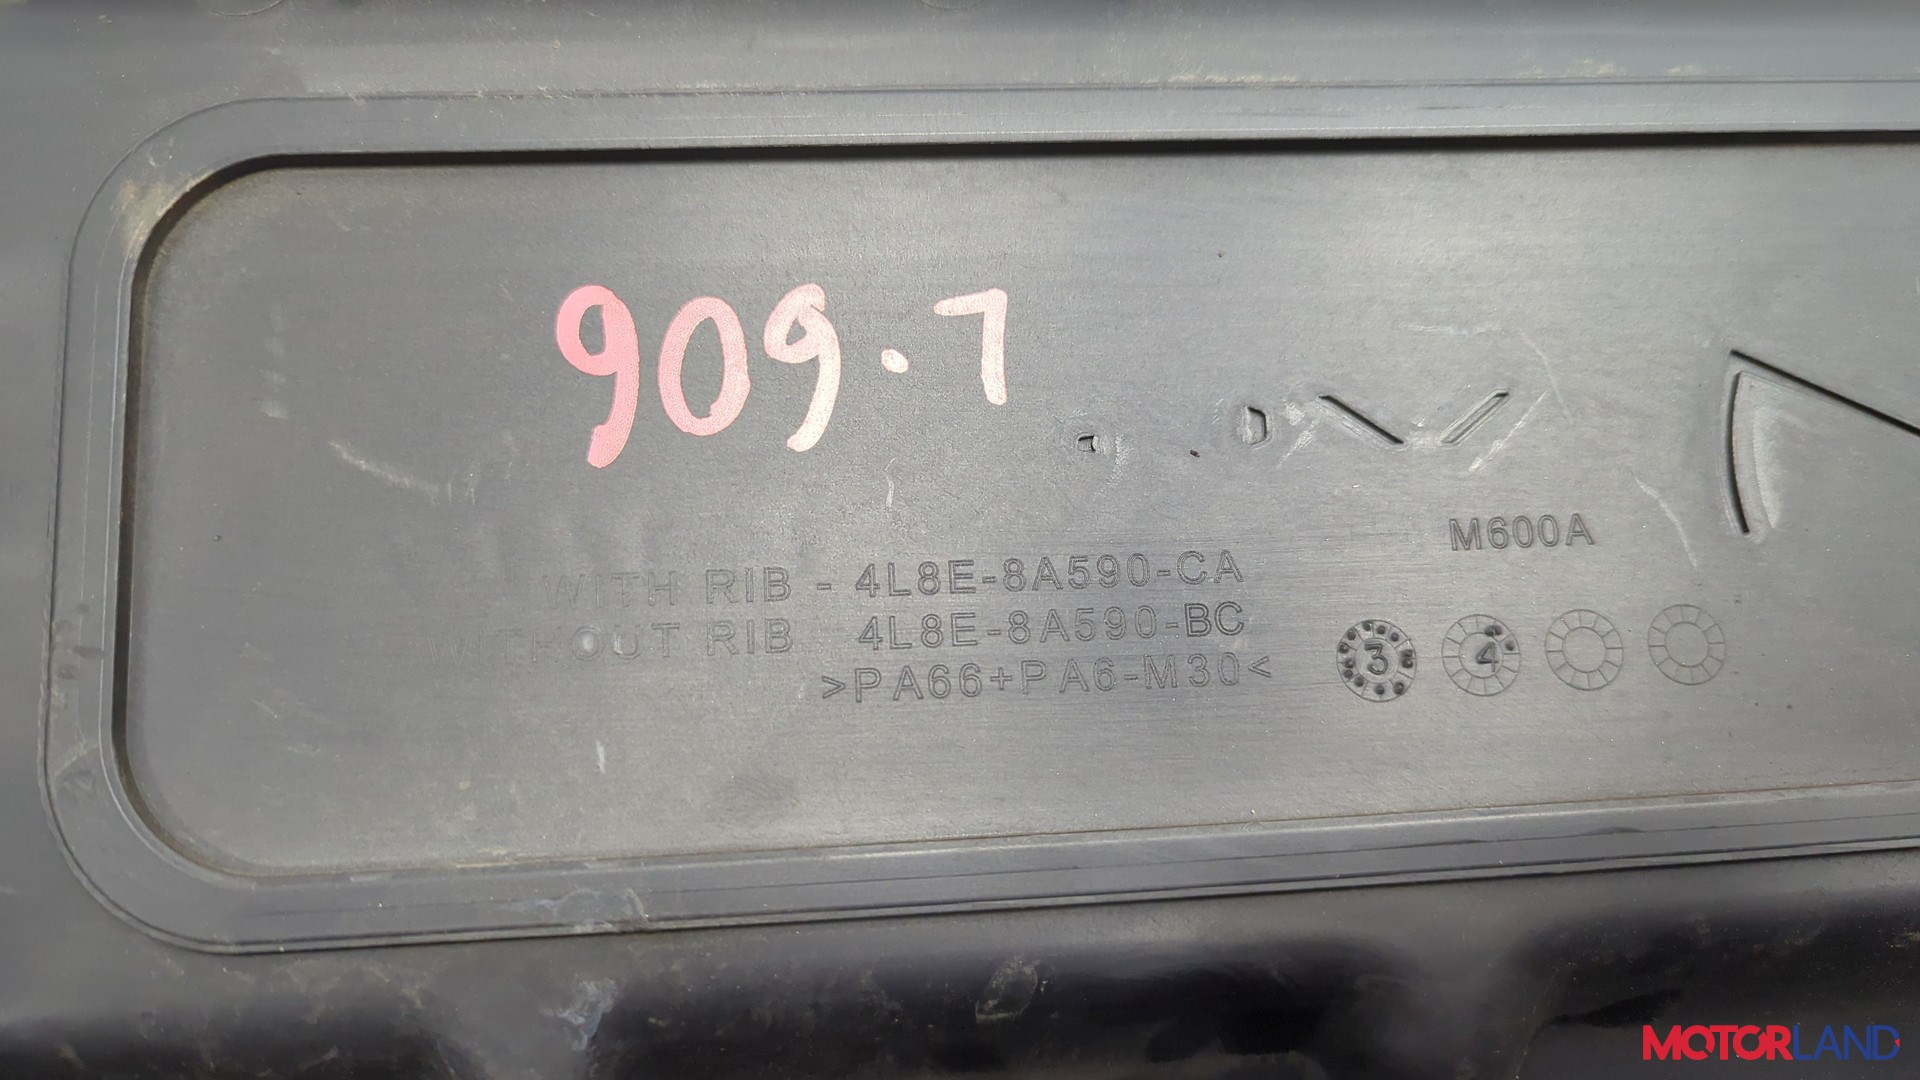 909.7
M600A
WITH RIB - 4L8E-8A590-CA
WITHOUT RIB 4L8E-8A590-BC
>PA66+PA6-M30<
3 4
MOTORLAND